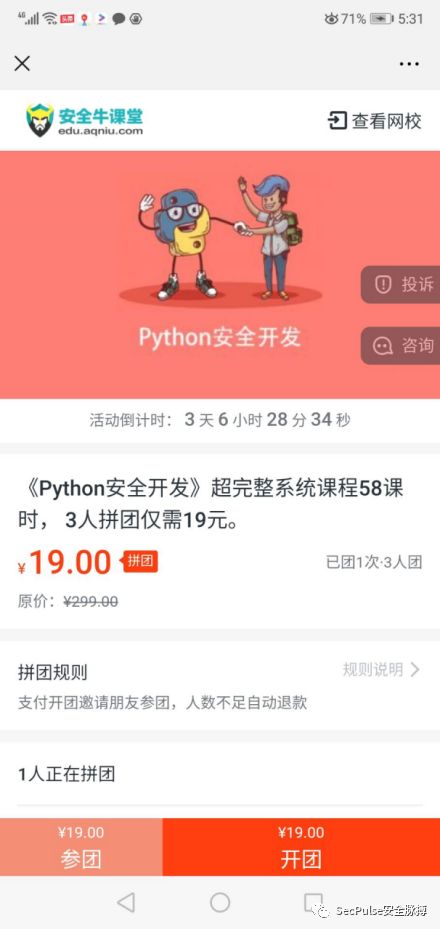 4G 头条 71% 5:31
安全牛课堂
edu.aqniu.com
查看网校
投诉
Python安全开发
咨询
活动倒计时： 3 天 6 小时 28 分 34 秒
《Python安全开发》超完整系统课程58课
时， 3人拼团仅需19元。
¥19.00 拼团
已团1次·3人团
原价： ¥299.00
拼团规则
规则说明
支付开团邀请朋友参团，人数不足自动退款
1人正在拼团
¥19.00
参团
¥19.00
开团
SecPulse安全脉搏